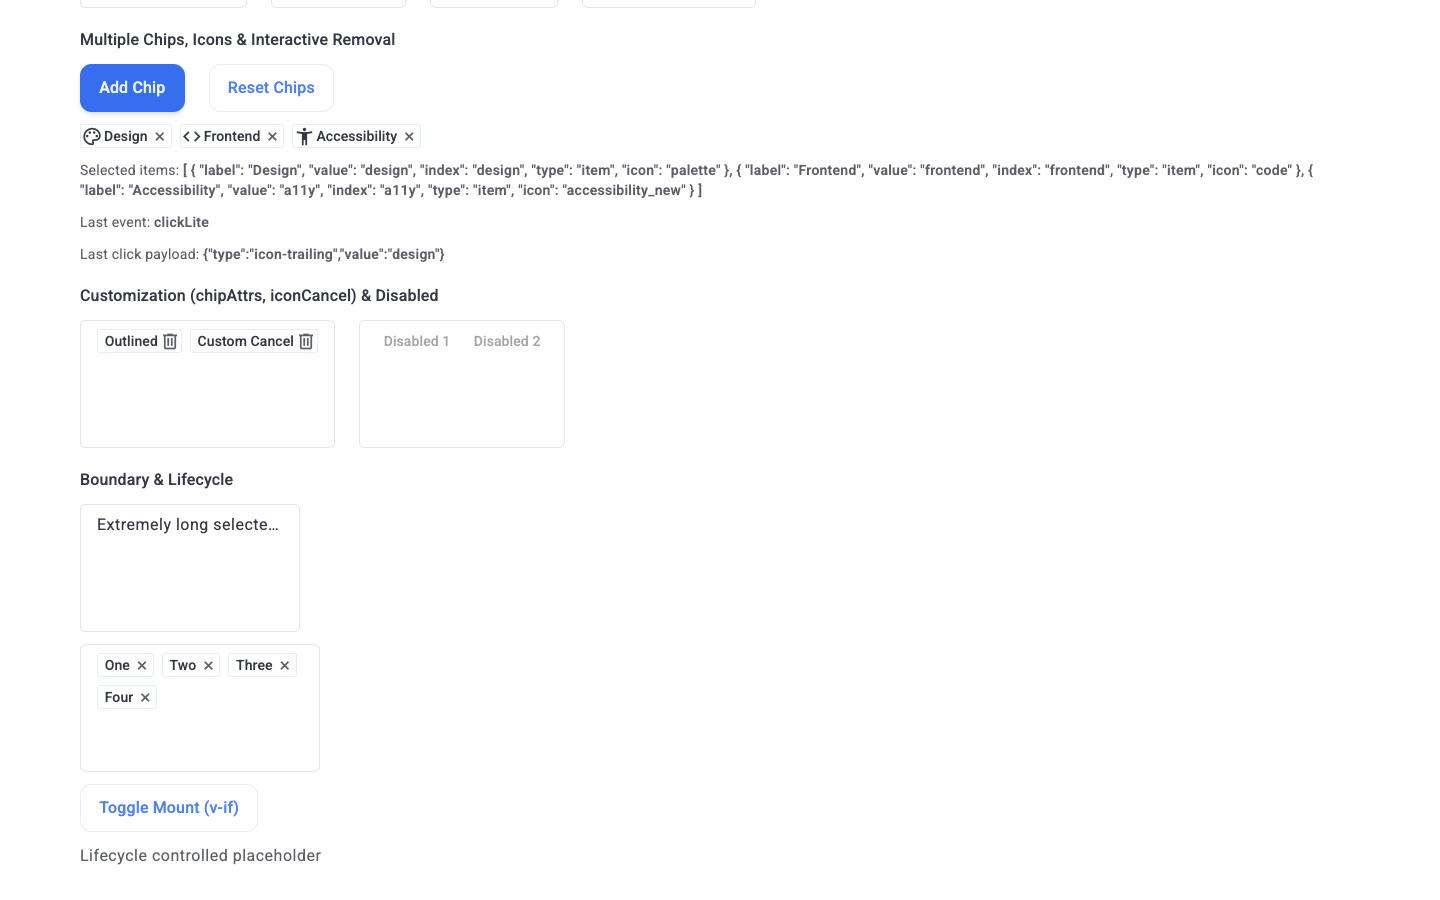 Multiple Chips, Icons & Interactive Removal
Add Chip Reset Chips
Design Frontend Accessibility
Selected items: [ { "label": "Design", "value": "design", "index": "design", "type": "item", "icon": "palette" }, { "label": "Frontend", "value": "frontend", "index": "frontend", "type": "item", "icon": "code" }, {
"label": "Accessibility", "value": "a11y", "index": "a11y", "type": "item", "icon": "accessibility_new" } ]
Last event: clickLite
Last click payload: {"type":"icon-trailing","value":"design"}
Customization (chipAttrs, iconCancel) & Disabled
Outlined Custom Cancel Disabled 1 Disabled 2
Boundary & Lifecycle
Extremely long selecte…
One Two Three
Four
Toggle Mount (v-if)
Lifecycle controlled placeholder